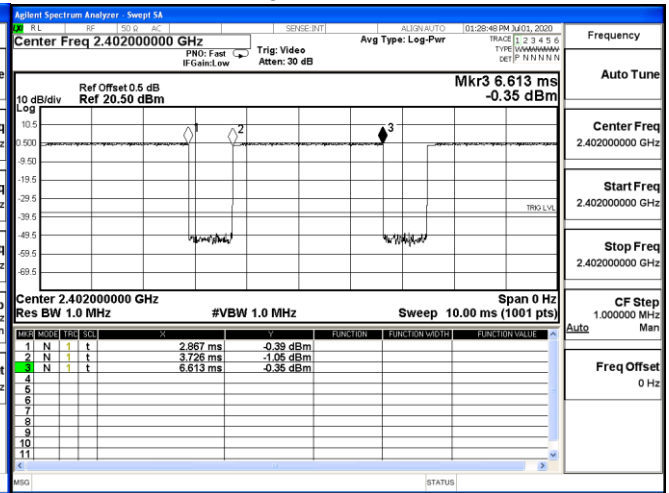 Agilent Spectrum Analyzer - Swept SA
RL RF 50 Ω AC SENSE:INT ALIGNAUTO 01:28:48 PM Jul 01, 2020
Center Freq 2.402000000 GHz
PNO: Fast
IFGain:Low
Trig: Video
Atten: 30 dB
Avg Type: Log-Pwr
TRACE 1 2 3 4 5 6
TYPE
DET P N N N N N
Mkr3 6.613 ms
-0.35 dBm
Ref Offset 0.5 dB
10 dB/div Ref 20.50 dBm
Log
10.5
0.500
-9.50
-19.5
-29.5
-39.5
-49.5
-59.5
-69.5
1
2
3
TRIG LVL
Center 2.402000000 GHz Span 0 Hz
Res BW 1.0 MHz #VBW 1.0 MHz Sweep 10.00 ms (1001 pts)
MKR MODE TRC SCL X Y FUNCTION FUNCTION WIDTH FUNCTION VALUE
1 N 1 t 2.867 ms -0.39 dBm
2 N 1 t 3.726 ms -1.05 dBm
3 N 1 t 6.613 ms -0.35 dBm
4
5
6
7
8
9
10
11
MSG STATUS
Frequency
Auto Tune
Center Freq
2.402000000 GHz
Start Freq
2.402000000 GHz
Stop Freq
2.402000000 GHz
CF Step
1.000000 MHz
Auto Man
Freq Offset
0 Hz